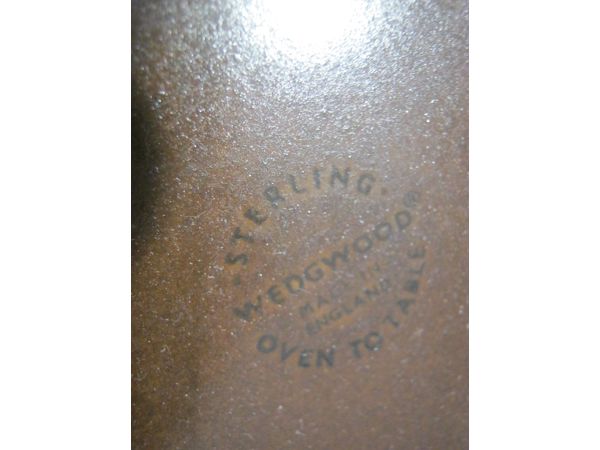 ·STERLING·
WEDGWOOD®
MADE IN
ENGLAND
OVEN TO TABLE